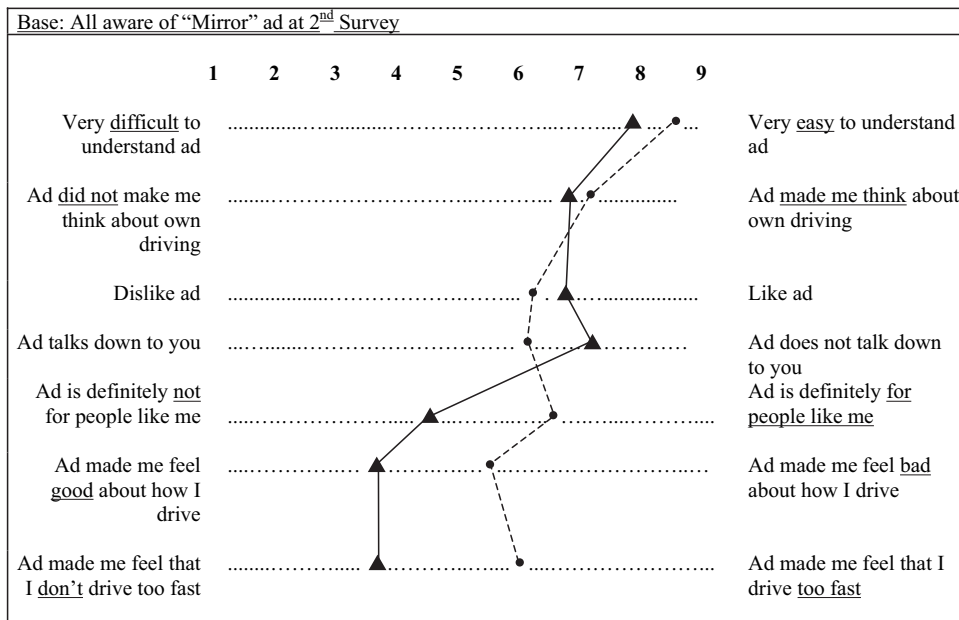 Base: All aware of “Mirror” ad at 2nd Survey
1 2 3 4 5 6 7 8 9
Very difficult to
understand ad
Very easy to understand
ad
Ad did not make me
think about own
driving
Ad made me think about
own driving
Dislike ad
Like ad
Ad talks down to you
Ad does not talk down
to you
Ad is definitely not
for people like me
Ad is definitely for
people like me
Ad made me feel
good about how I
drive
Ad made me feel bad
about how I drive
Ad made me feel that
I don’t drive too fast
Ad made me feel that I
drive too fast